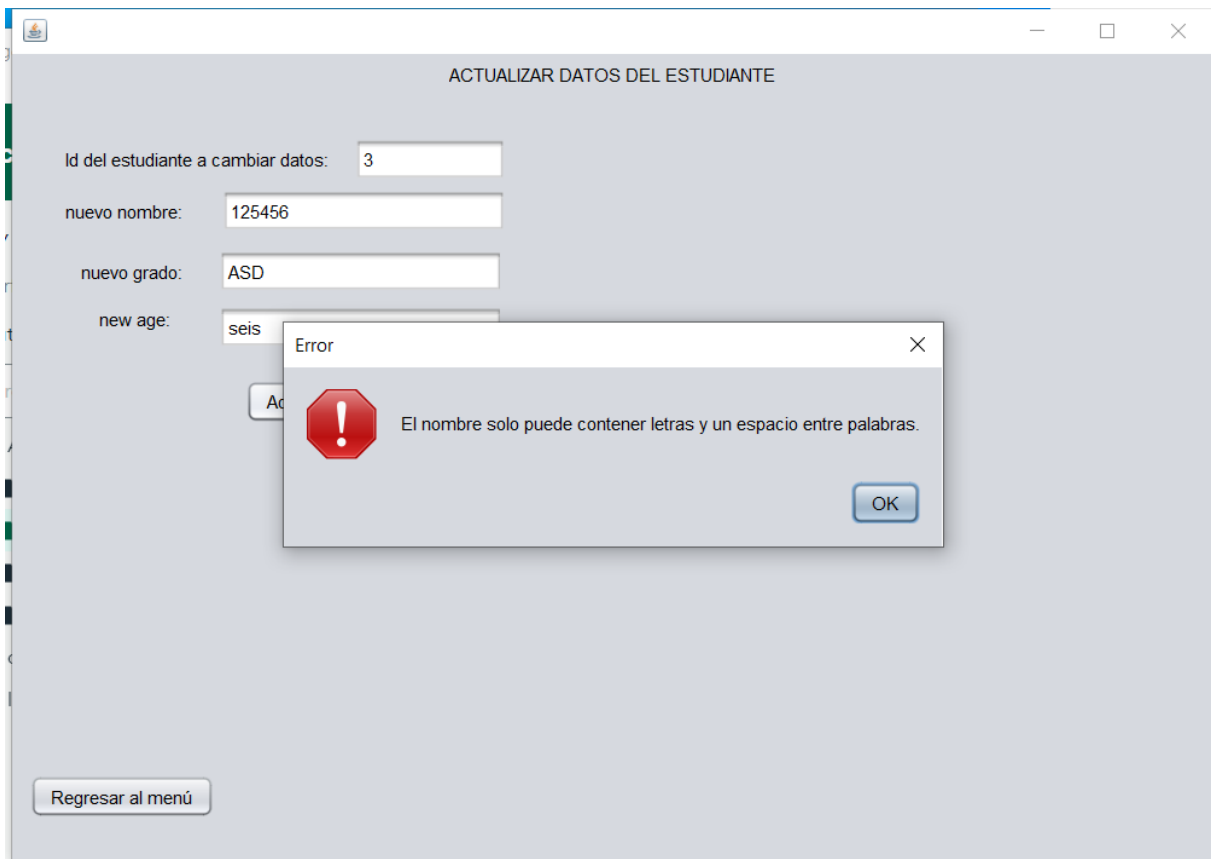 ACTUALIZAR DATOS DEL ESTUDIANTE
Id del estudiante a cambiar datos: 3
nuevo nombre: 125456
nuevo grado: ASD
new age: seis
Error
El nombre solo puede contener letras y un espacio entre palabras.
OK
Regresar al menú